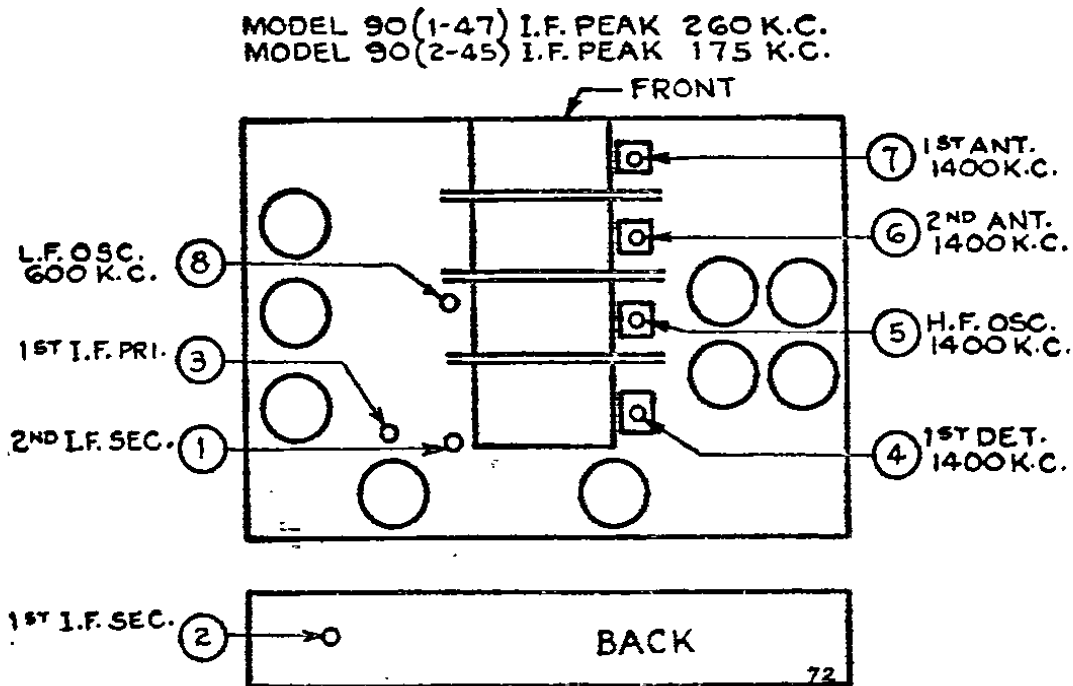 MODEL 90(1-47) I.F. PEAK 260 K.C.
MODEL 90(2-45) I.F. PEAK 175 K.C.
FRONT
7 1ST ANT.
1400 K.C.
6 2ND ANT.
1400 K.C.
L.F. OSC.
600 K.C. 8
5 H.F. OSC.
1400 K.C.
1ST I.F. PRI. 3
2ND I.F. SEC. 1
4 1ST DET.
1400 K.C.
1ST I.F. SEC. 2
BACK
72